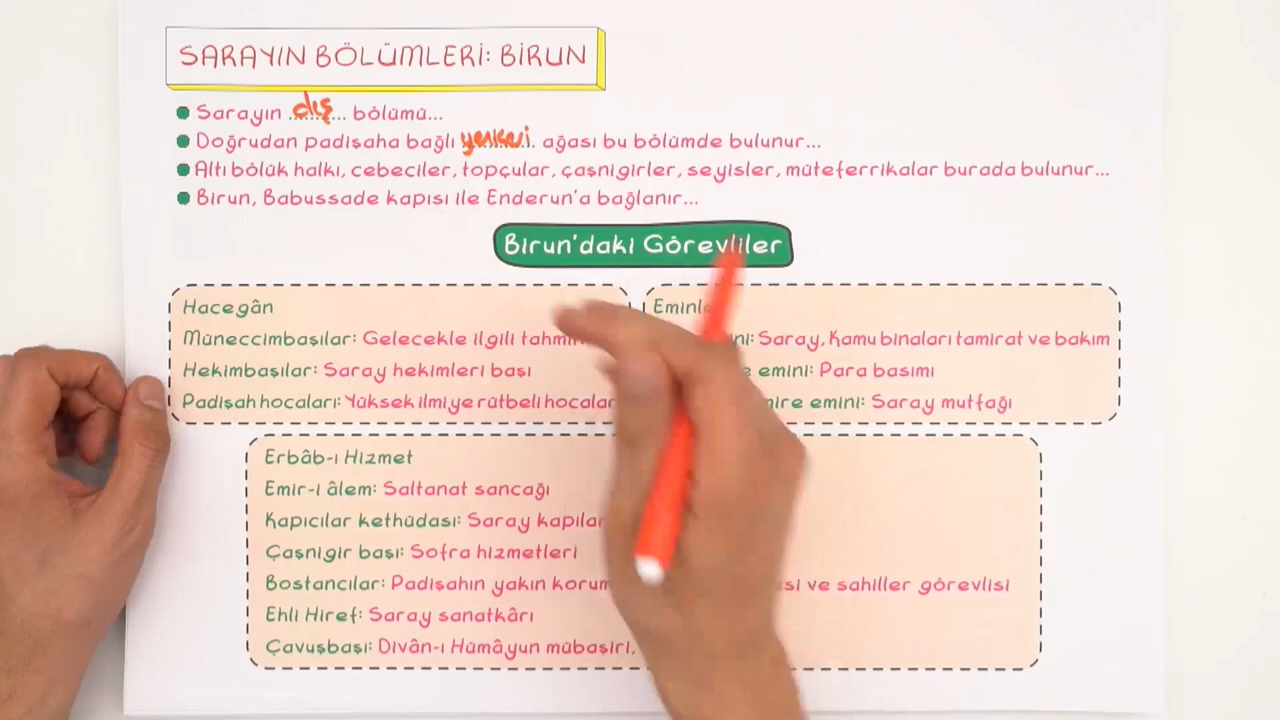 SARAYIN BÖLÜMLERİ: BİRUN
Sarayın dış bölümü...
Doğrudan padişaha bağlı yeniçeri ağası bu bölümde bulunur...
Altı bölük halkı, cebeciler, topçular, çaşnigirler, seyisler, müteferrikalar burada bulunur...
Birun, Babussade kapısı ile Enderun'a bağlanır...
Birun'daki Görevliler
Hacegân
Müneccimbaşılar: Gelecekle ilgili
Hekimbaşılar: Saray hekimleri başı
Padişah hocaları: Yüksek ilmiye rütbeli hocalar
Saray, Kamu binaları tamirat ve bakım
emini: Para basımı
emini: Saray mutfağı
Erbâb-ı Hizmet
Emir-i âlem: Saltanat sancağı
Kapıcılar kethüdası: Saray
Çaşnigir başı: Sofra hizmetleri
Bostancılar: Padişahın yakın ve sahiller görevlisi
Ehli Hiref: Saray sanatkârı
Çavuşbaşı: Divân-ı Hümâyun mübaşiri,